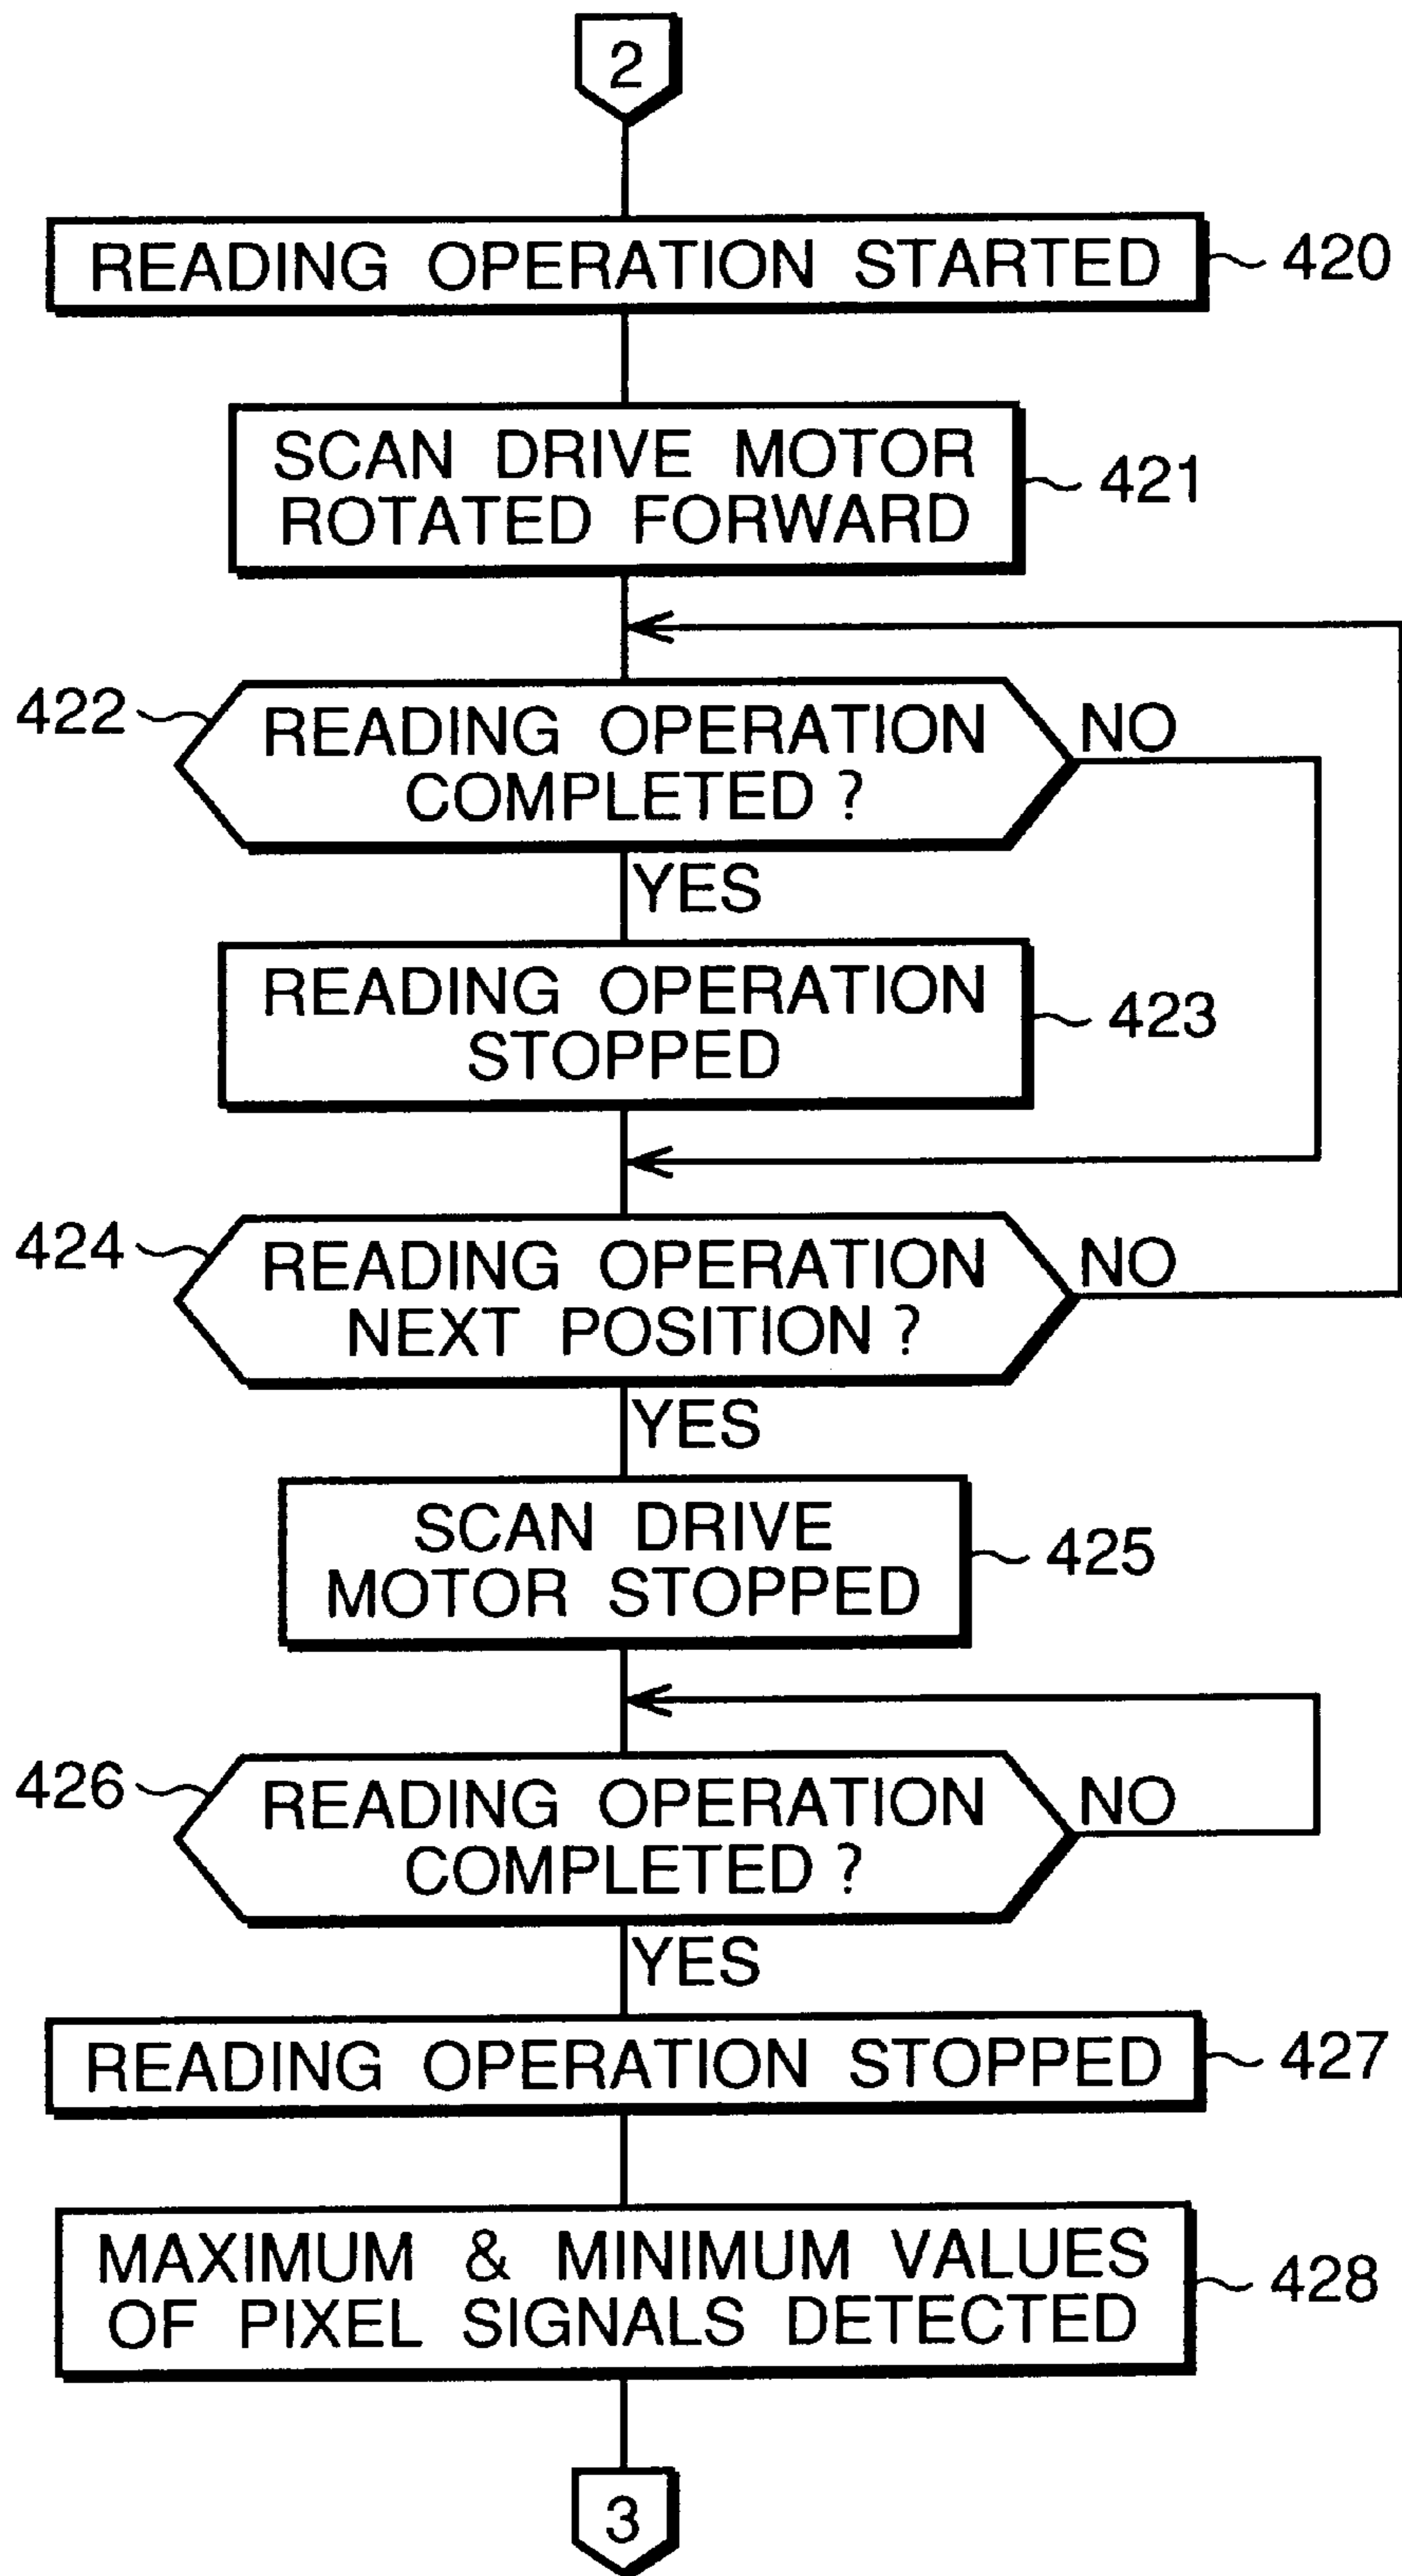 2
READING OPERATION STARTED
420
SCAN DRIVE MOTOR
ROTATED FORWARD
421
422
READING OPERATION
COMPLETED ?
NO
YES
READING OPERATION
STOPPED
423
424
READING OPERATION
NEXT POSITION ?
NO
YES
SCAN DRIVE
MOTOR STOPPED
425
426
READING OPERATION
COMPLETED ?
NO
YES
READING OPERATION STOPPED
427
MAXIMUM & MINIMUM VALUES
OF PIXEL SIGNALS DETECTED
428
3